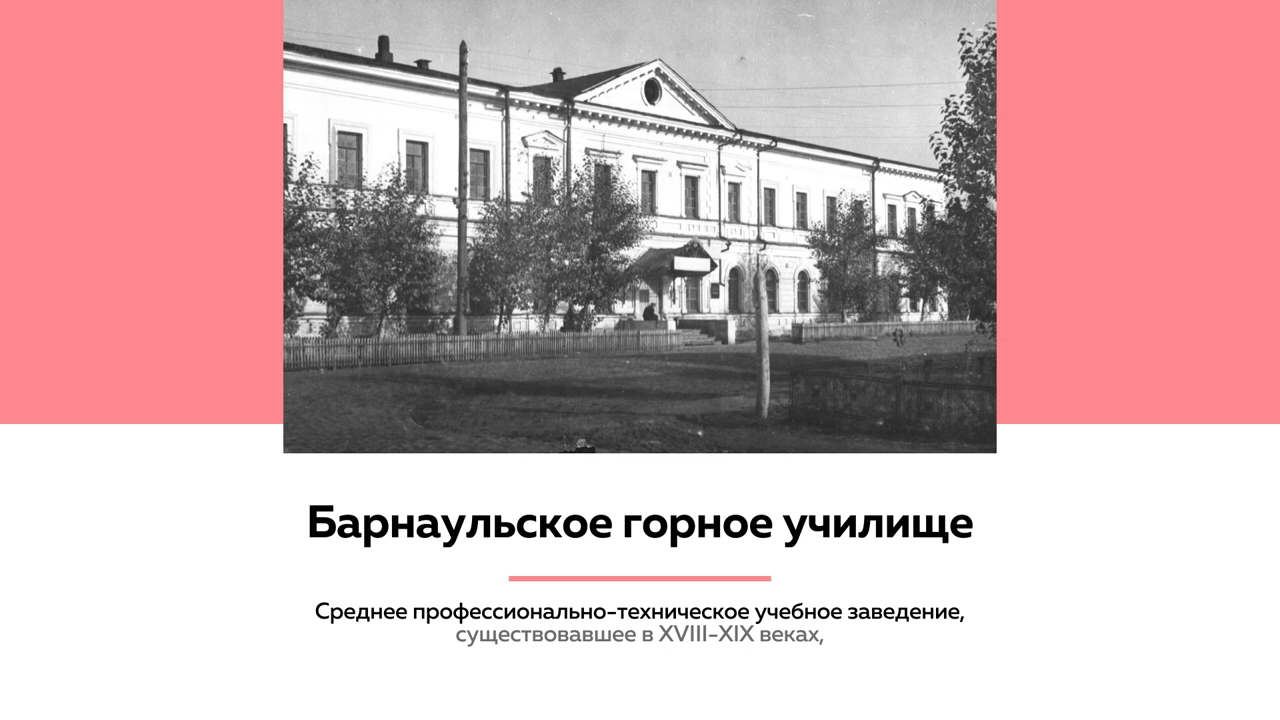 Барнаульское горное училище
Среднее профессионально-техническое учебное заведение,
существовавшее в XVIII-XIX веках,